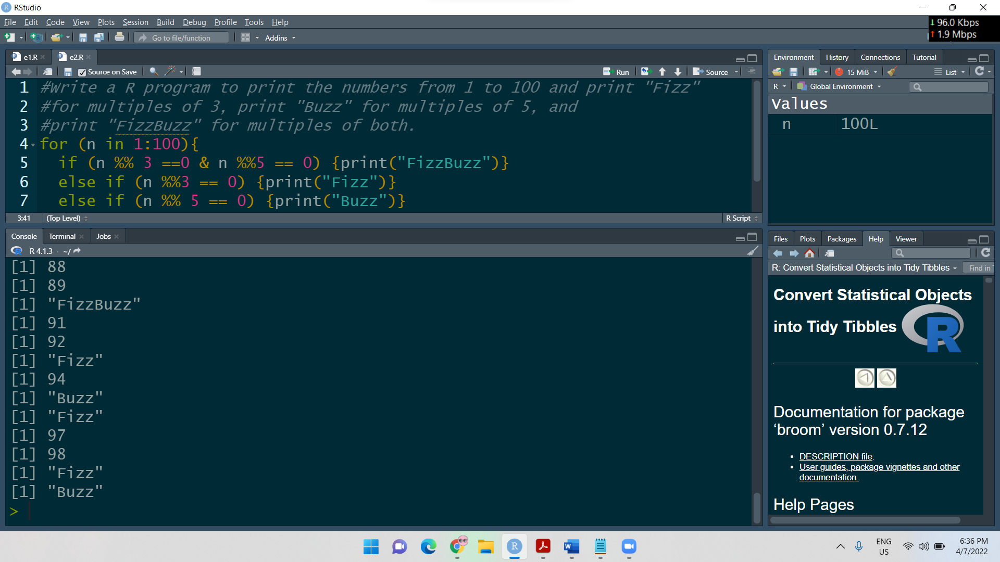 RStudio
File Edit Code View Plots Session Build Debug Profile Tools Help
96.0 Kbps
1.9 Mbps
Go to file/function Addins
e1.R e2.R
Source on Save Run Source
1 #Write a R program to print the numbers from 1 to 100 and print "Fizz"
2 #for multiples of 3, print "Buzz" for multiples of 5, and
3 #print "FizzBuzz" for multiples of both.
4 for (n in 1:100){
5 if (n %% 3 ==0 & n %%5 == 0) {print("FizzBuzz")}
6 else if (n %%3 == 0) {print("Fizz")}
7 else if (n %% 5 == 0) {print("Buzz")}
3:41 (Top Level) R Script
Console Terminal Jobs
R 4.1.3 · ~/
[1] 88
[1] 89
[1] "FizzBuzz"
[1] 91
[1] 92
[1] "Fizz"
[1] 94
[1] "Buzz"
[1] "Fizz"
[1] 97
[1] 98
[1] "Fizz"
[1] "Buzz"
>
Environment History Connections Tutorial
15 MiB List
R Global Environment
Values
n 100L
Files Plots Packages Help Viewer
R: Convert Statistical Objects into Tidy Tibbles Find in
Convert Statistical Objects
into Tidy Tibbles
Documentation for package
‘broom’ version 0.7.12
• DESCRIPTION file.
• User guides, package vignettes and other
documentation.
Help Pages
ENG
US
6:36 PM
4/7/2022